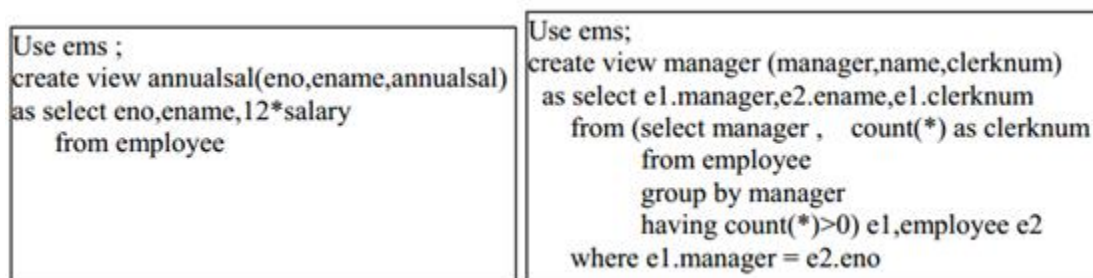 Use ems ;
create view annualsal(eno,ename,annualsal)
as select eno,ename,12*salary
from employee
Use ems;
create view manager (manager,name,clerknum)
as select e1.manager,e2.ename,e1.clerknum
from (select manager , count(*) as clerknum
from employee
group by manager
having count(*)>0) e1,employee e2
where e1.manager = e2.eno